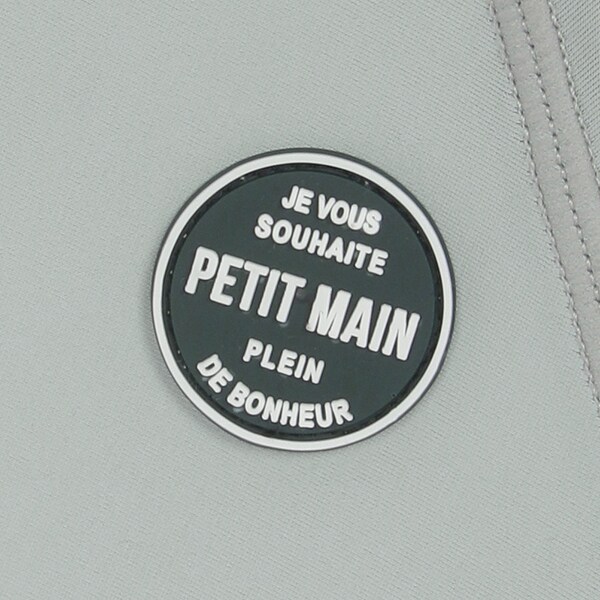 JE VOUS
SOUHAITE
PETIT MAIN
PLEIN
DE BONHEUR